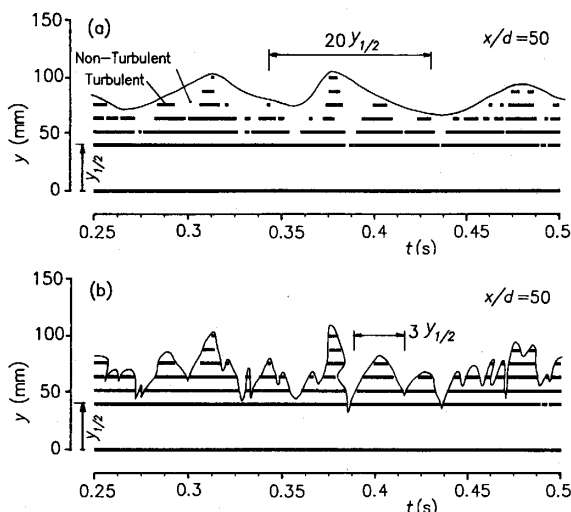 (a)
20 y1/2
x/d=50
Non-Turbulent
Turbulent
150
100
50
0
y (mm)
y1/2
0.25
0.3
0.35
0.4
0.45
0.5
t(s)
(b)
x/d=50
3 y1/2
150
100
50
0
y (mm)
y1/2
0.25
0.3
0.35
0.4
0.45
0.5
t(s)